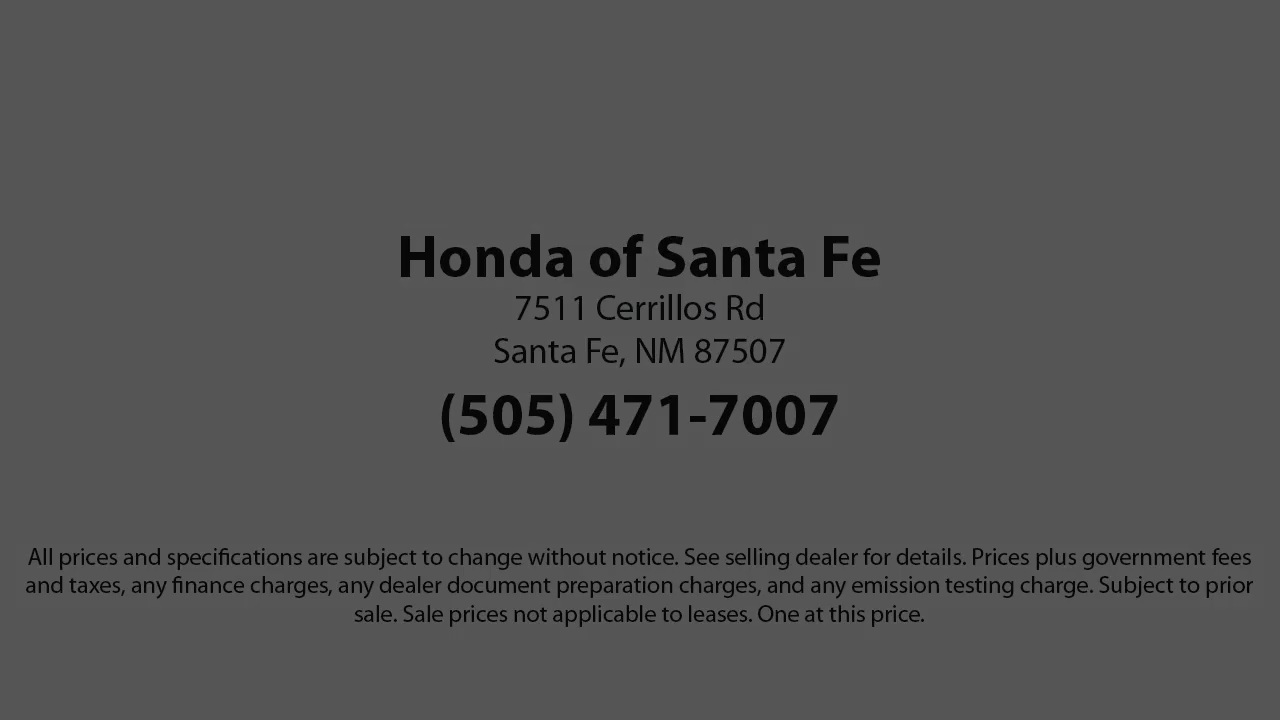 Honda of Santa Fe
7511 Cerrillos Rd
Santa Fe, NM 87507
(505) 471-7007
All prices and specifications are subject to change without notice. See selling dealer for details. Prices plus government fees
and taxes, any finance charges, any dealer document preparation charges, and any emission testing charge. Subject to prior
sale. Sale prices not applicable to leases. One at this price.